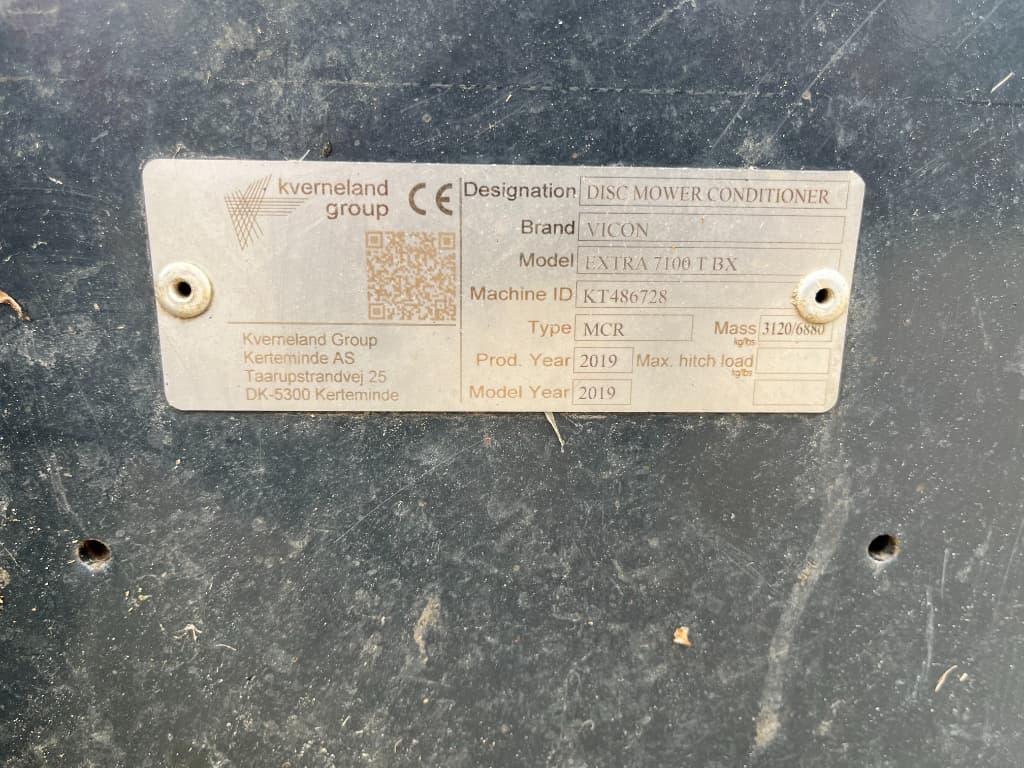 kverneland
group
CE
Kverneland Group
Kerteminde AS
Taarupstrandvej 25
DK-5300 Kerteminde
Designation DISC MOWER CONDITIONER
Brand VICON
Model EXTRA 7100 T BX
Machine ID KT486728
Type MCR Mass kg/lbs 3120/6880
Prod. Year 2019 Max. hitch load kg/lbs
Model Year 2019